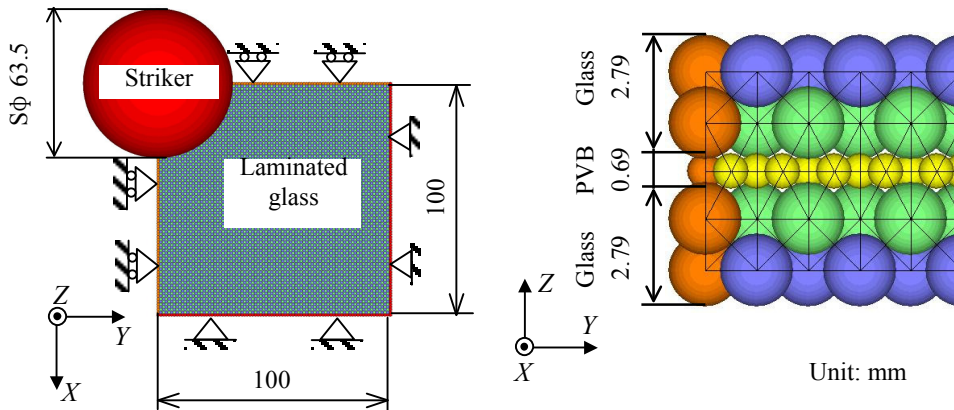 Sϕ 63.5
Striker
Laminated
glass
100
100
Z
Y
X
Glass
2.79
PVB
0.69
Glass
2.79
Z
Y
X
Unit: mm